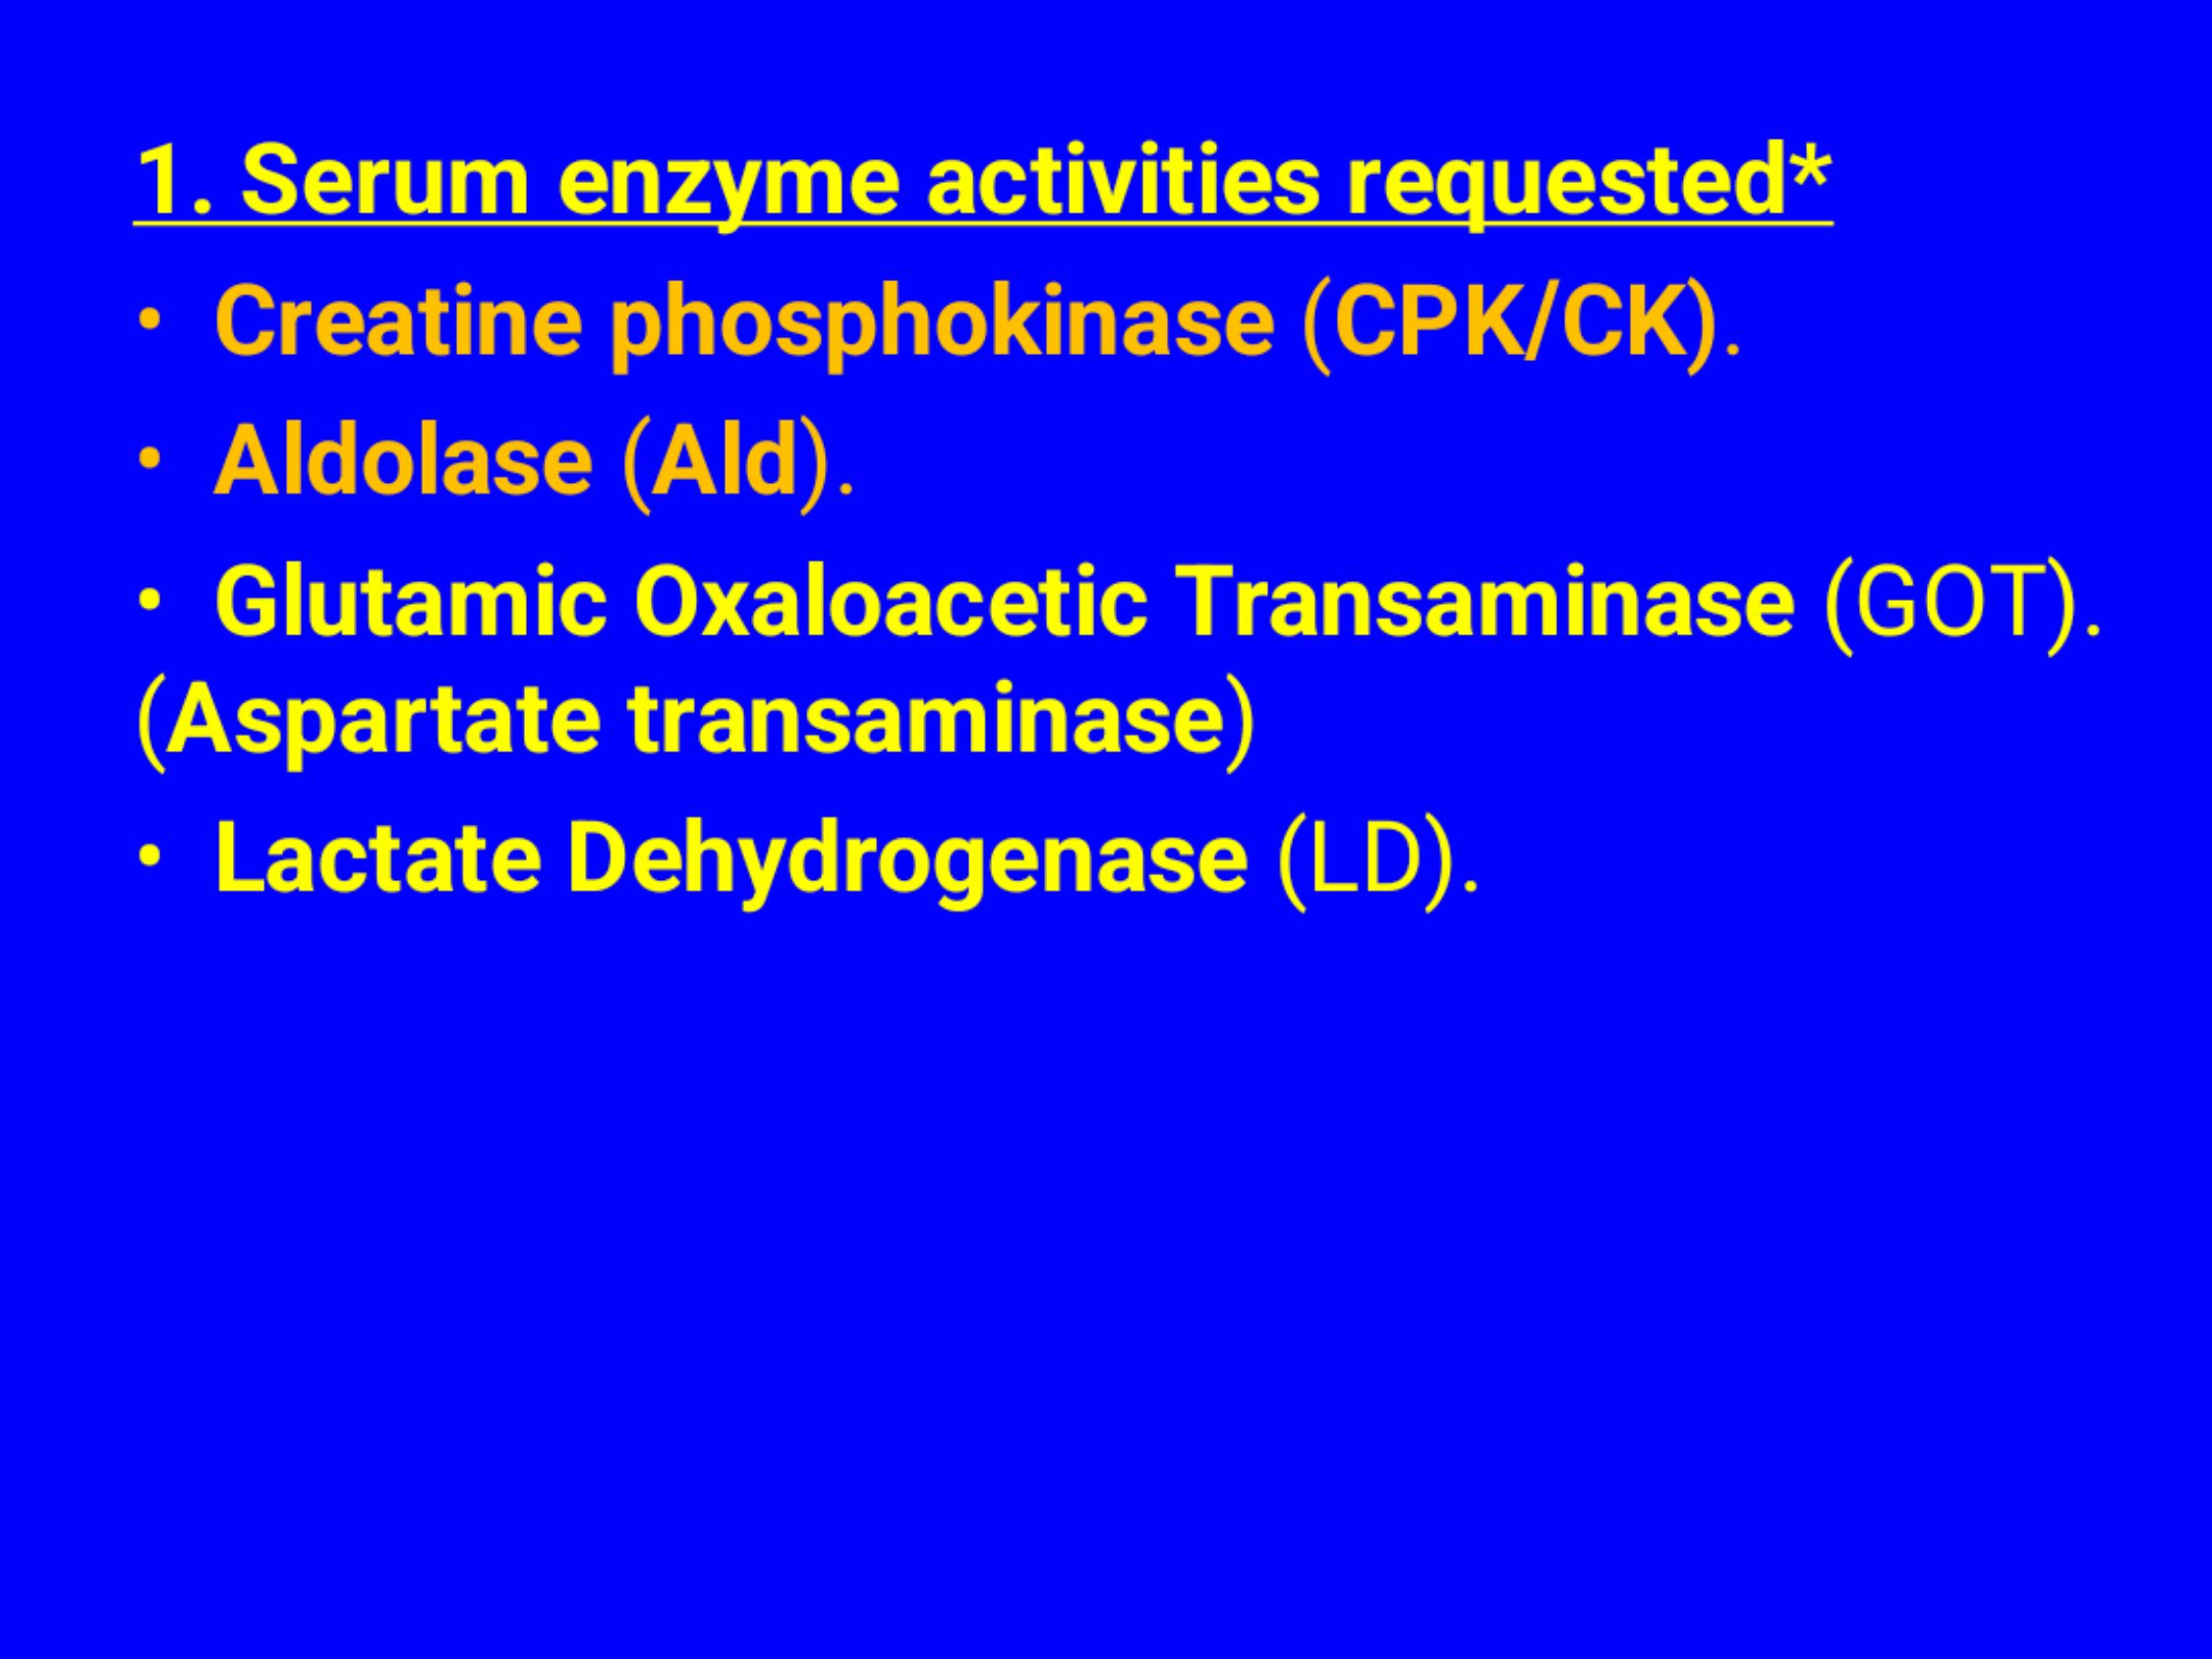 1. Serum enzyme activities requested*
• Creatine phosphokinase (CPK/CK).
• Aldolase (Ald).
• Glutamic Oxaloacetic Transaminase (GOT).
(Aspartate transaminase)
• Lactate Dehydrogenase (LD).